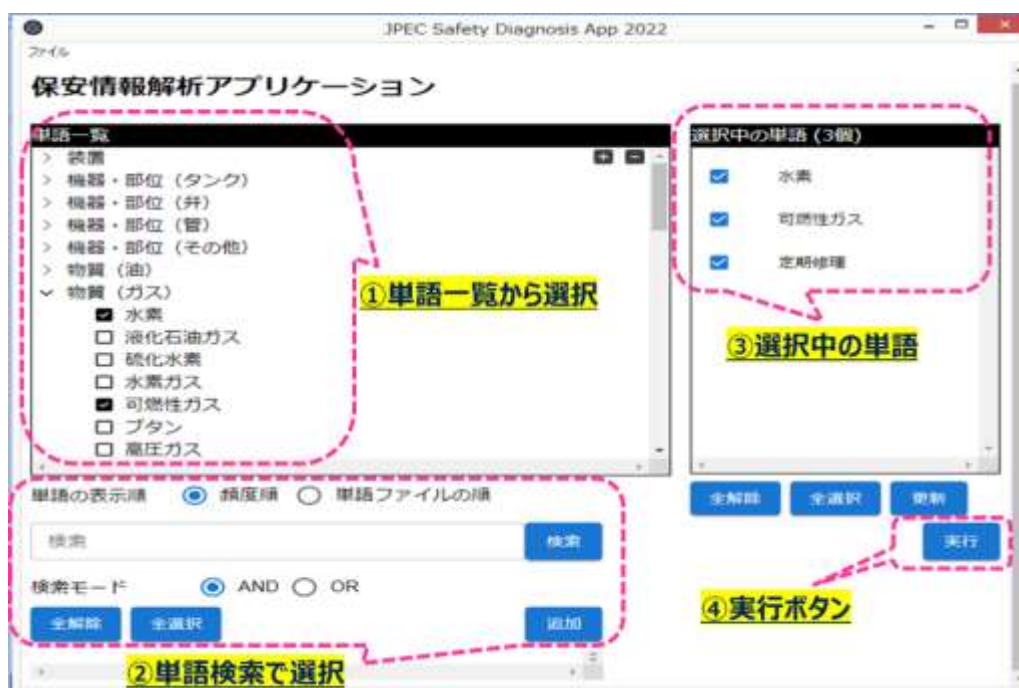 JPEC Safety Diagnosis App 2022
ファイル
保安情報解析アプリケーション
単語一覧
装置
機器・部位（タンク）
機器・部位（弁）
機器・部位（管）
機器・部位（その他）
物質（油）
物質（ガス）
水素
液化石油ガス
硫化水素
水素ガス
可燃性ガス
ブタン
高圧ガス
①単語一覧から選択
選択中の単語 (3個)
水素
可燃性ガス
定期修理
③選択中の単語
全解除 全選択 更新
実行
④実行ボタン
単語の表示順 頻度順 単語ファイルの順
検索 検索
検索モード AND OR
全解除 全選択 追加
②単語検索で選択